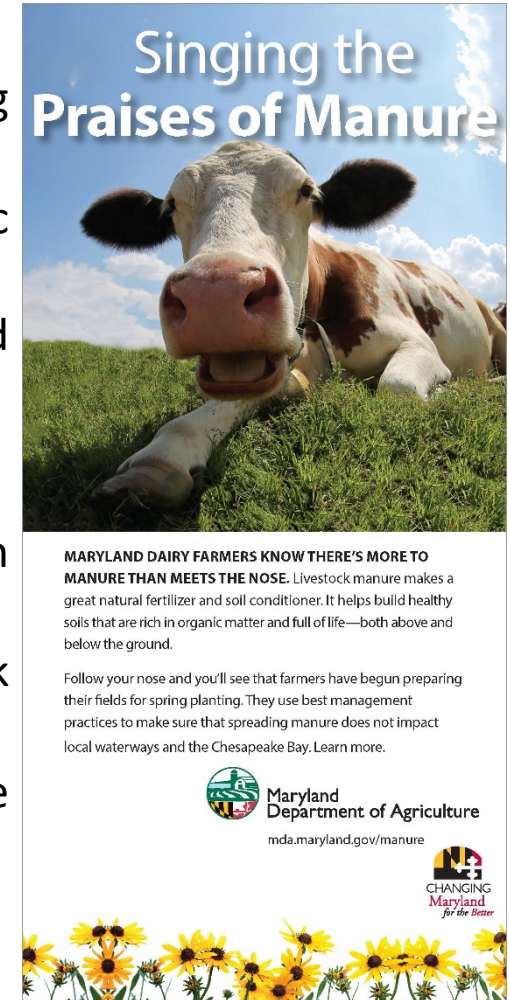 Singing the
Praises of Manure
g
c
d
n
k
e
MARYLAND DAIRY FARMERS KNOW THERE'S MORE TO
MANURE THAN MEETS THE NOSE. Livestock manure makes a
great natural fertilizer and soil conditioner. It helps build healthy
soils that are rich in organic matter and full of life—both above and
below the ground.
Follow your nose and you'll see that farmers have begun preparing
their fields for spring planting. They use best management
practices to make sure that spreading manure does not impact
local waterways and the Chesapeake Bay. Learn more.
Maryland
Department of Agriculture
mda.maryland.gov/manure
CHANGING
Maryland
for the Better